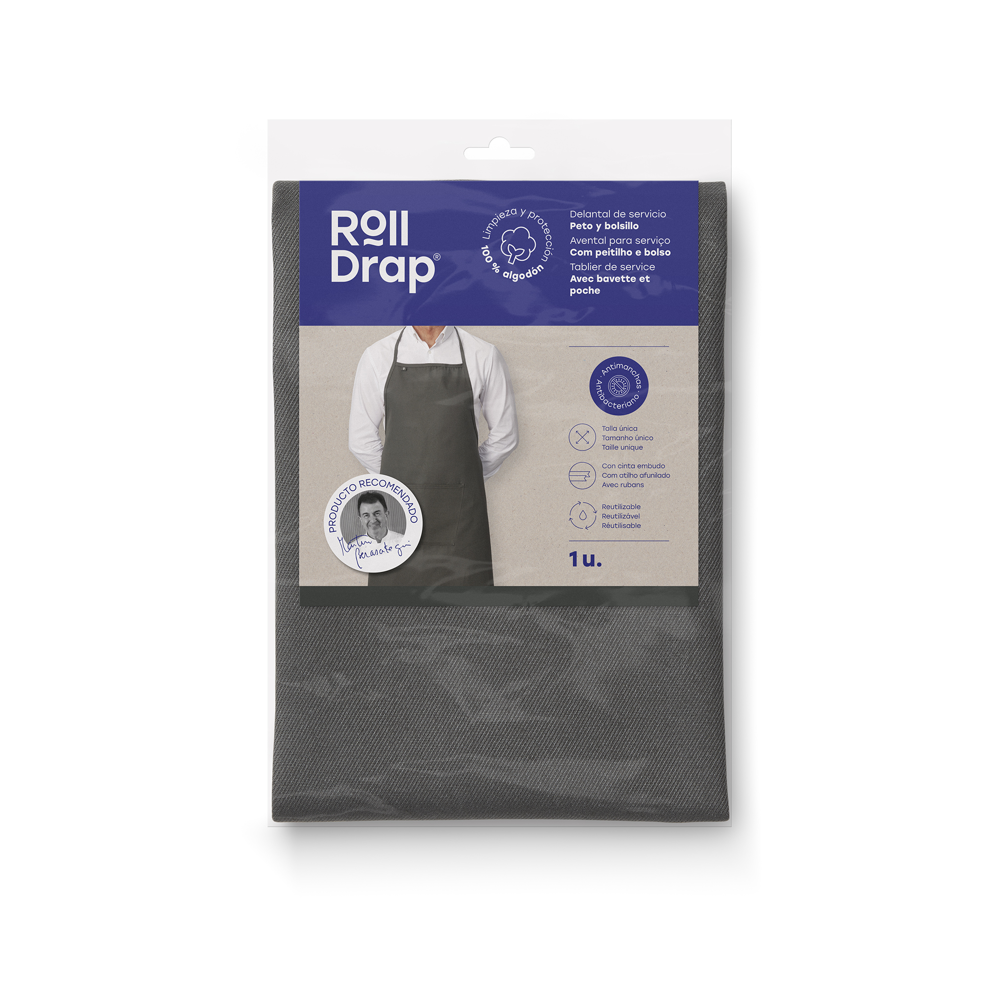 Roll
Drap®
Limpieza y protección
100% algodón
Delantal de servicio
Peto y bolsillo
Avental para serviço
Com peitilho e bolso
Tablier de service
Avec bavette et
poche
Antimanchas ·
Antibacteriano ·
Talla única
Tamanho único
Taille unique
Con cinta embudo
Com atilho afunilado
Avec rubans
Reutilizable
Reutilizável
Réutilisable
1 u.
PRODUCTO RECOMENDADO
Martin
Berasategui